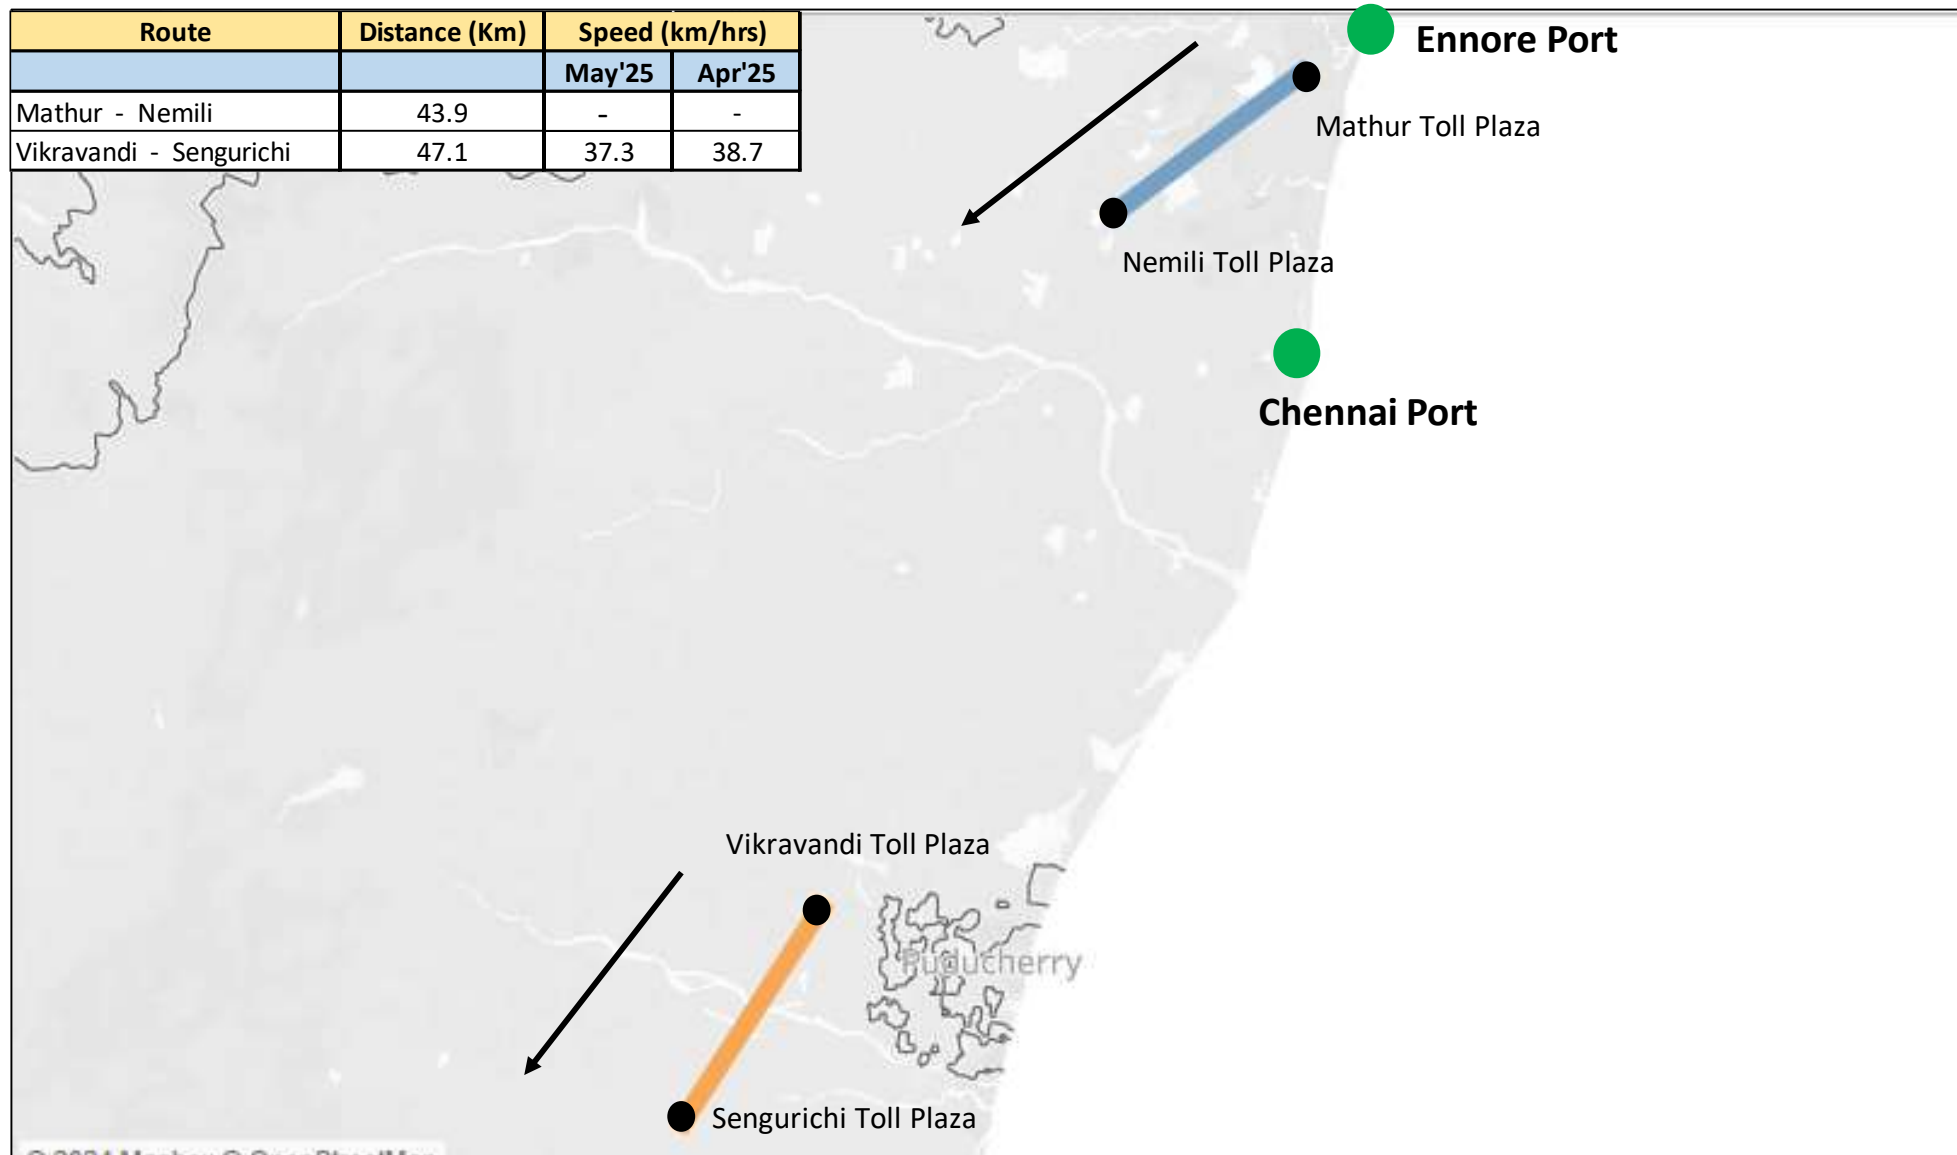 Route Distance (Km) Speed (km/hrs)
May'25 Apr'25
Mathur - Nemili 43.9 - -
Vikravandi - Sengurichi 47.1 37.3 38.7
Ennore Port
Mathur Toll Plaza
Nemili Toll Plaza
Chennai Port
Vikravandi Toll Plaza
Puducherry
Sengurichi Toll Plaza